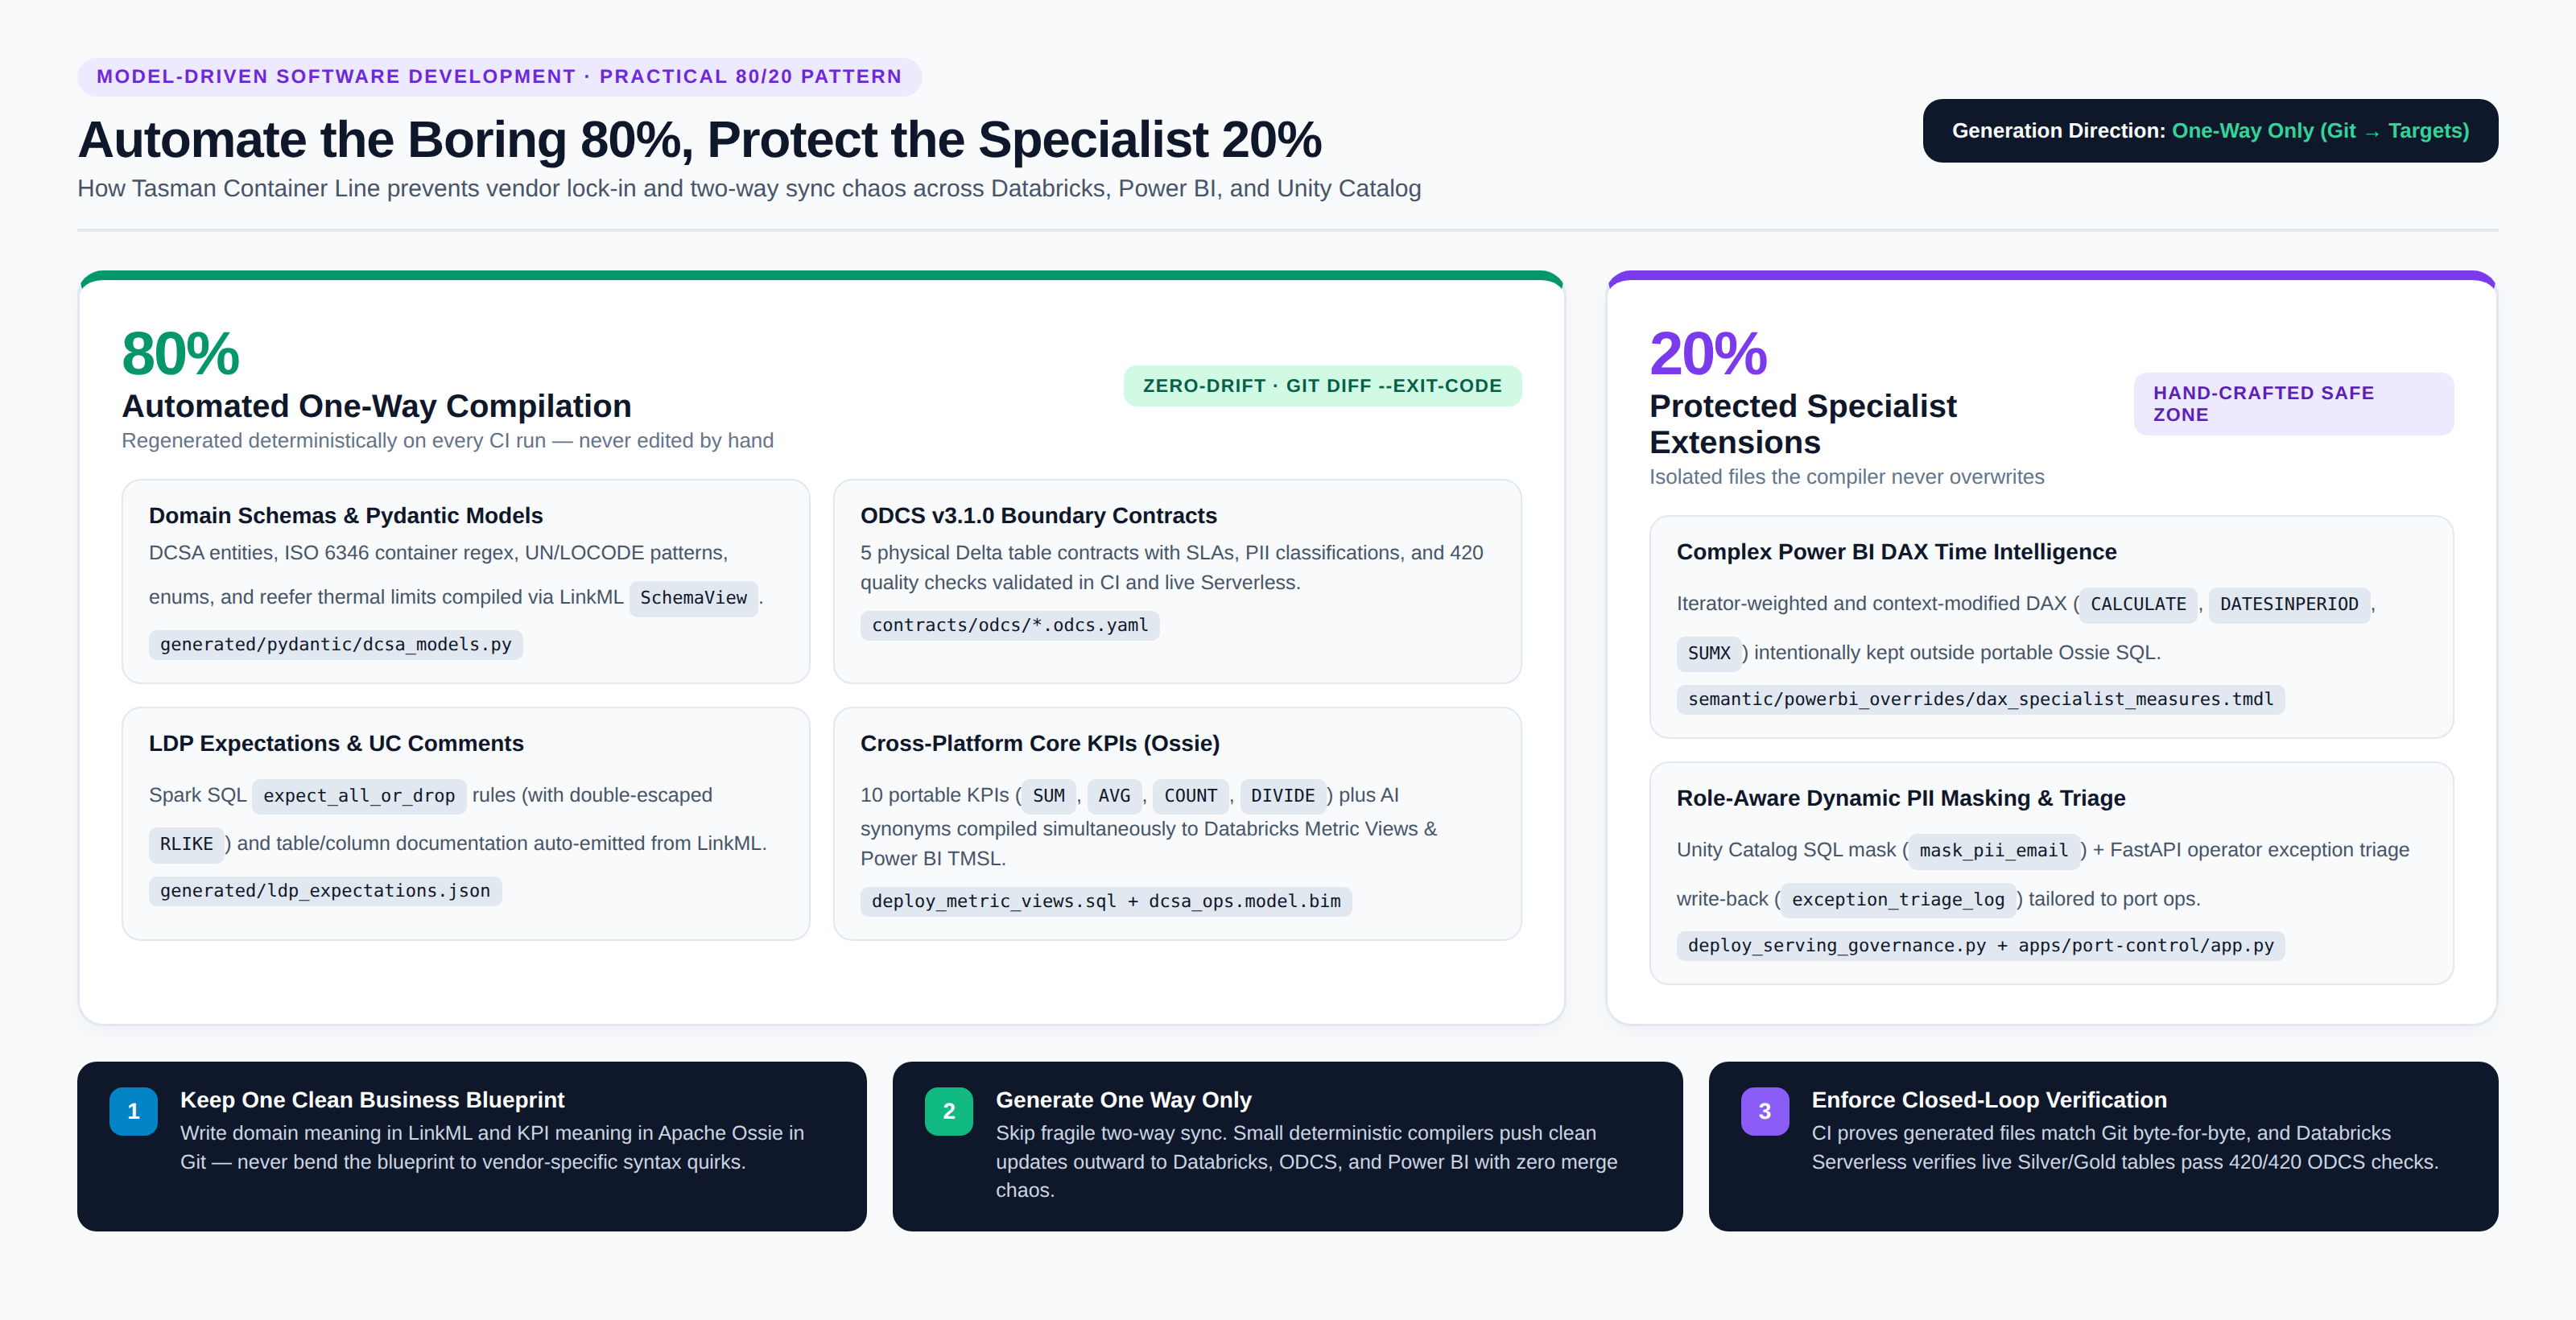 MODEL-DRIVEN SOFTWARE DEVELOPMENT · PRACTICAL 80/20 PATTERN
Automate the Boring 80%, Protect the Specialist 20%
How Tasman Container Line prevents vendor lock-in and two-way sync chaos across Databricks, Power BI, and Unity Catalog
Generation Direction: One-Way Only (Git → Targets)
80%
Automated One-Way Compilation
Regenerated deterministically on every CI run — never edited by hand
ZERO-DRIFT · GIT DIFF --EXIT-CODE
Domain Schemas & Pydantic Models
DCSA entities, ISO 6346 container regex, UN/LOCODE patterns,
enums, and reefer thermal limits compiled via LinkML SchemaView.
generated/pydantic/dcsa_models.py
ODCS v3.1.0 Boundary Contracts
5 physical Delta table contracts with SLAs, PII classifications, and 420
quality checks validated in CI and live Serverless.
contracts/odcs/*.odcs.yaml
LDP Expectations & UC Comments
Spark SQL expect_all_or_drop rules (with double-escaped
RLIKE) and table/column documentation auto-emitted from LinkML.
generated/ldp_expectations.json
Cross-Platform Core KPIs (Ossie)
10 portable KPIs (SUM, AVG, COUNT, DIVIDE) plus AI
synonyms compiled simultaneously to Databricks Metric Views &
Power BI TMSL.
deploy_metric_views.sql + dcsa_ops.model.bim
20%
Protected Specialist
Extensions
Isolated files the compiler never overwrites
HAND-CRAFTED SAFE
ZONE
Complex Power BI DAX Time Intelligence
Iterator-weighted and context-modified DAX (CALCULATE, DATESINPERIOD,
SUMX) intentionally kept outside portable Ossie SQL.
semantic/powerbi_overrides/dax_specialist_measures.tmdl
Role-Aware Dynamic PII Masking & Triage
Unity Catalog SQL mask (mask_pii_email) + FastAPI operator exception triage
write-back (exception_triage_log) tailored to port ops.
deploy_serving_governance.py + apps/port-control/app.py
1
Keep One Clean Business Blueprint
Write domain meaning in LinkML and KPI meaning in Apache Ossie in
Git — never bend the blueprint to vendor-specific syntax quirks.
2
Generate One Way Only
Skip fragile two-way sync. Small deterministic compilers push clean
updates outward to Databricks, ODCS, and Power BI with zero merge
chaos.
3
Enforce Closed-Loop Verification
CI proves generated files match Git byte-for-byte, and Databricks
Serverless verifies live Silver/Gold tables pass 420/420 ODCS checks.